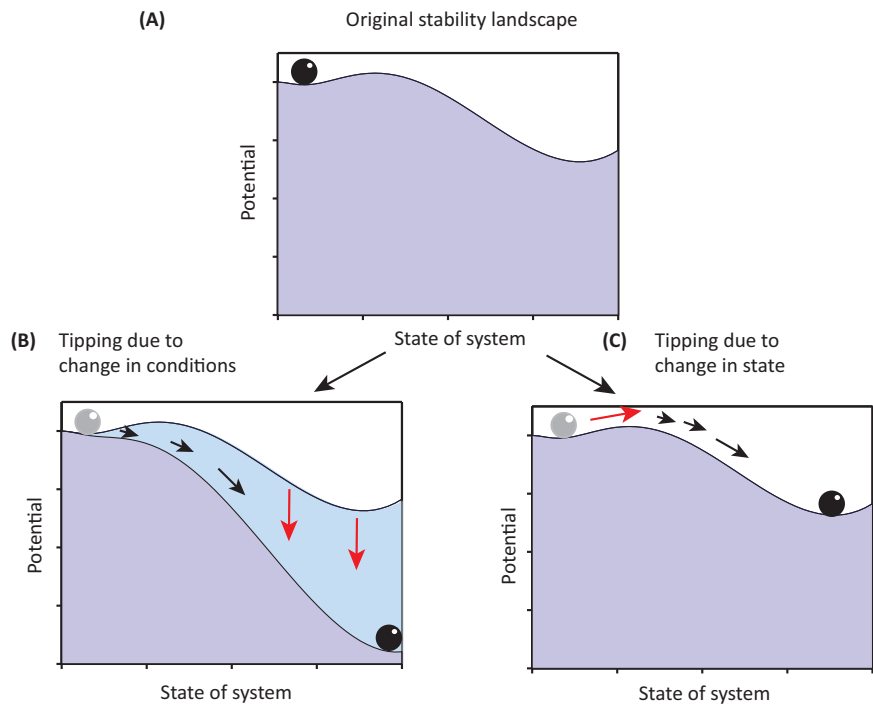 (A) Original stability landscape
Potential
State of system
(B) Tipping due to
change in conditions
Potential
State of system
(C) Tipping due to
change in state
Potential
State of system